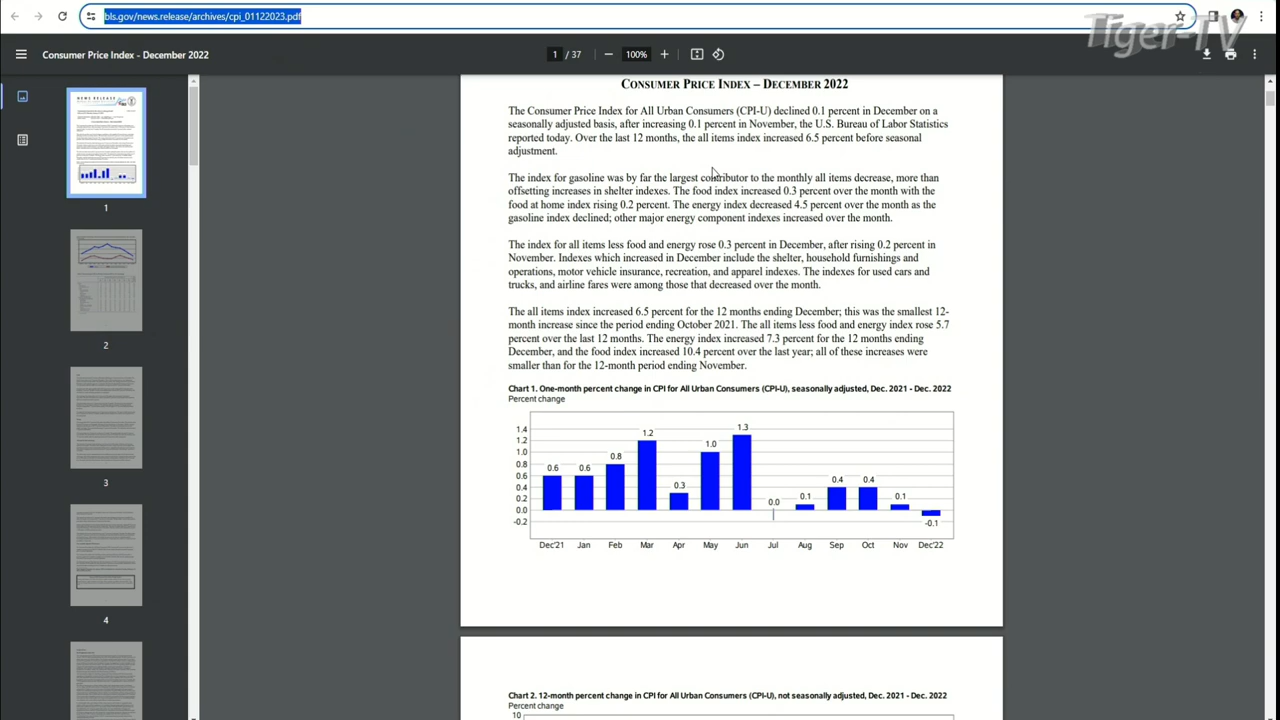 bls.gov/news.release/archives/cpi_01122023.pdf
Tiger-TV
Consumer Price Index - December 2022
1 / 37
100%
CONSUMER PRICE INDEX – DECEMBER 2022
The Consumer Price Index for All Urban Consumers (CPI-U) declined 0.1 percent in December on a
seasonally adjusted basis, after increasing 0.1 percent in November, the U.S. Bureau of Labor Statistics
reported today. Over the last 12 months, the all items index increased 6.5 percent before seasonal
adjustment.
The index for gasoline was by far the largest contributor to the monthly all items decrease, more than
offsetting increases in shelter indexes. The food index increased 0.3 percent over the month with the
food at home index rising 0.2 percent. The energy index decreased 4.5 percent over the month as the
gasoline index declined; other major energy component indexes increased over the month.
The index for all items less food and energy rose 0.3 percent in December, after rising 0.2 percent in
November. Indexes which increased in December include the shelter, household furnishings and
operations, motor vehicle insurance, recreation, and apparel indexes. The indexes for used cars and
trucks, and airline fares were among those that decreased over the month.
The all items index increased 6.5 percent for the 12 months ending December; this was the smallest 12-
month increase since the period ending October 2021. The all items less food and energy index rose 5.7
percent over the last 12 months. The energy index increased 7.3 percent for the 12 months ending
December, and the food index increased 10.4 percent over the last year; all of these increases were
smaller than for the 12-month period ending November.
Chart 1. One-month percent change in CPI for All Urban Consumers (CPI-U), seasonally adjusted, Dec. 2021 - Dec. 2022
Percent change
1.4
1.2
1.0
0.8
0.6
0.4
0.2
0.0
-0.2
0.6
0.6
0.8
1.2
0.3
1.0
1.3
0.0
0.1
0.4
0.4
0.1
-0.1
Dec'21 Jan Feb Mar Apr May Jun Jul Aug Sep Oct Nov Dec'22
Chart 2. 12-month percent change in CPI for All Urban Consumers (CPI-U), not seasonally adjusted, Dec. 2021 - Dec. 2022
Percent change
10
NEWS RELEASE
1
2
3
4